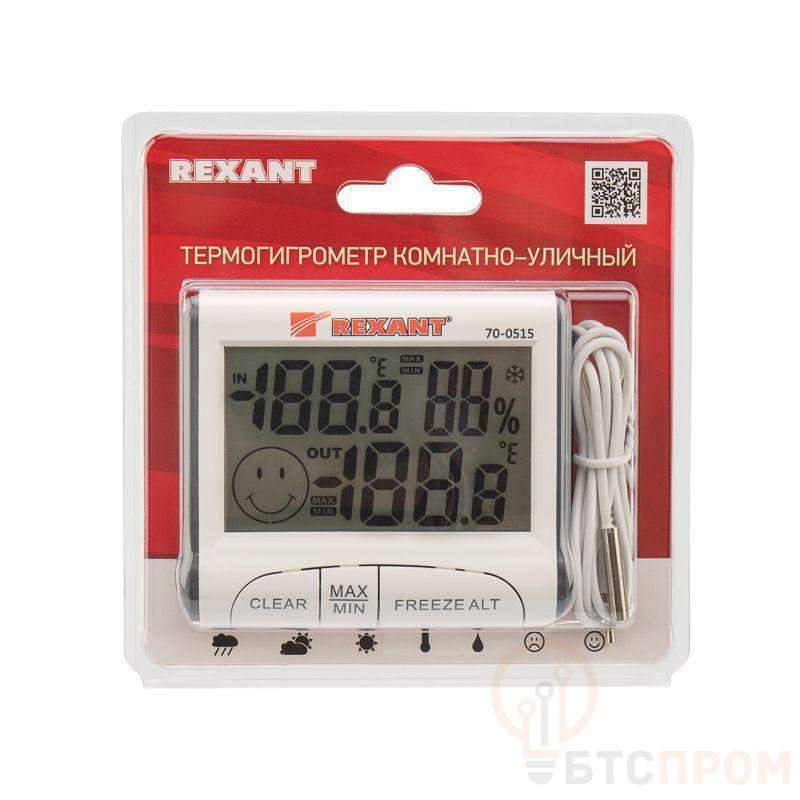 REXANT
ТЕРМОГИГРОМЕТР КОМНАТНО-УЛИЧНЫЙ
REXANT®
70-0515
IN -188.8 °E MAX MIN 88%
OUT -188.8 °E
MAX
MIN
CLEAR
MAX
MIN
FREEZE ALT
БТСПРОМ